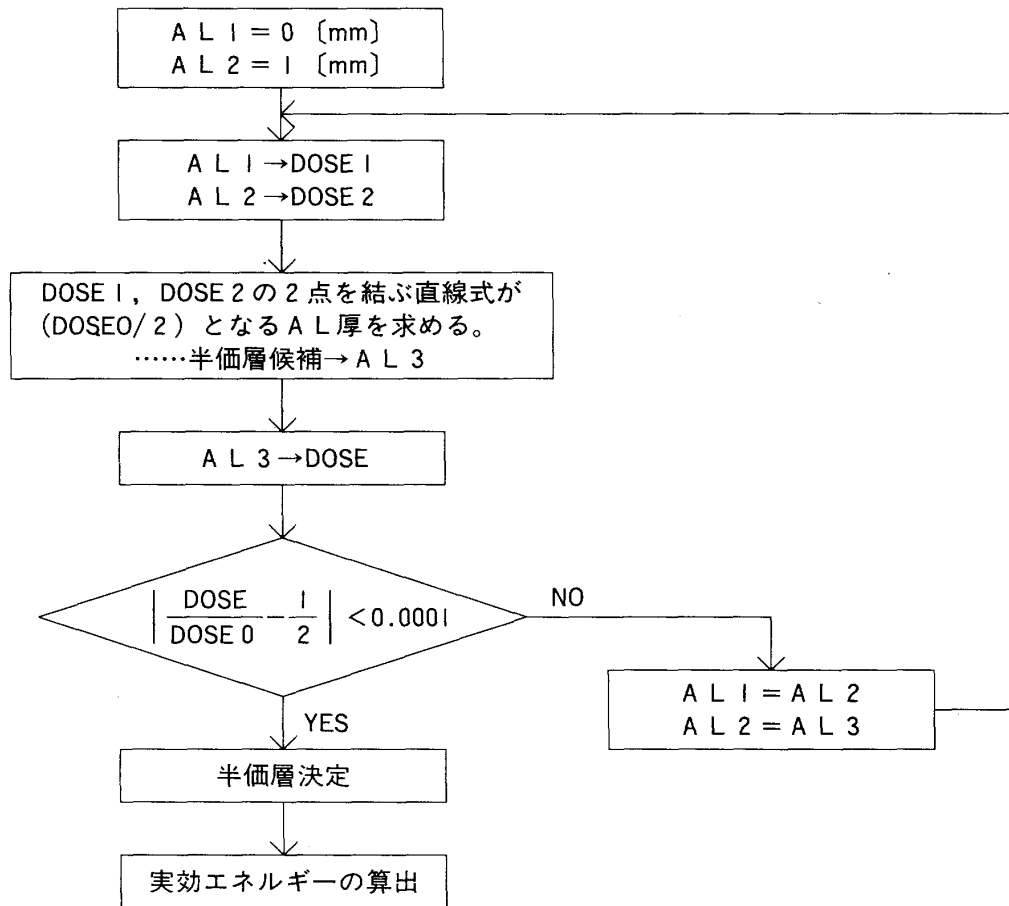 AL1=0 〔mm〕
AL2=1 〔mm〕
AL1→DOSE1
AL2→DOSE2
DOSE1，DOSE2の2点を結ぶ直線式が
(DOSE0/2) となるAL厚を求める。
……半価層候補→AL3
AL3→DOSE
| DOSE/DOSE0 - 1/2 | <0.0001
NO
AL1=AL2
AL2=AL3
YES
半価層決定
実効エネルギーの算出